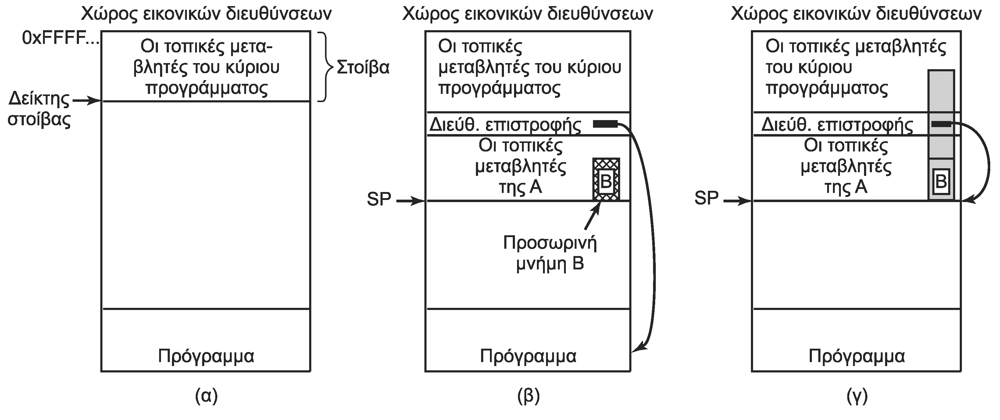 Χώρος εικονικών διευθύνσεων
0xFFFF...
Οι τοπικές μετα-
βλητές του κύριου
προγράμματος
Στοίβα
Δείκτης
στοίβας
Πρόγραμμα
(α)
Χώρος εικονικών διευθύνσεων
Οι τοπικές
μεταβλητές του κύριου
προγράμματος
Διεύθ. επιστροφής
Οι τοπικές
μεταβλητές
της Α
B
SP
Προσωρινή
μνήμη Β
Πρόγραμμα
(β)
Χώρος εικονικών διευθύνσεων
Οι τοπικές μεταβλητές
του κύριου
προγράμματος
Διεύθ. επιστροφής
Οι τοπικές
μεταβλητές
της Α
B
SP
Πρόγραμμα
(γ)